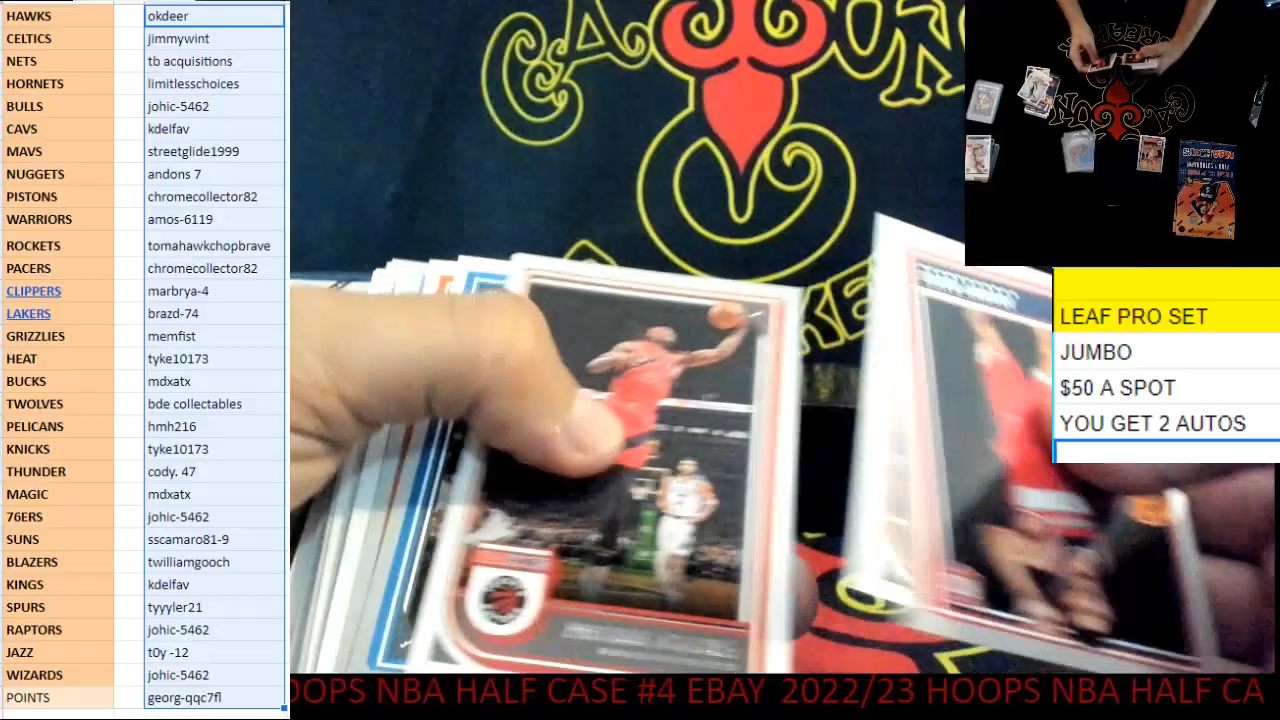 HAWKS okdeer
CELTICS jimmywint
NETS tb acquisitions
HORNETS limitlesschoices
BULLS johic-5462
CAVS kdelfav
MAVS streetglide1999
NUGGETS andons 7
PISTONS chromecollector82
WARRIORS amos-6119
ROCKETS tomahawkchopbrave
PACERS chromecollector82
CLIPPERS marbrya-4
LAKERS brazd-74
GRIZZLIES memfist
HEAT tyke10173
BUCKS mdxatx
TWOLVES bde collectables
PELICANS hmh216
KNICKS tyke10173
THUNDER cody. 47
MAGIC mdxatx
76ERS johic-5462
SUNS sscamaro81-9
BLAZERS twilliamgooch
KINGS kdelfav
SPURS tyyyler21
RAPTORS johic-5462
JAZZ t0y -12
WIZARDS johic-5462
POINTS georg-qqc7fl
LEAF PRO SET
JUMBO
$50 A SPOT
YOU GET 2 AUTOS
OOPS NBA HALF CASE #4 EBAY 2022/23 HOOPS NBA HALF CA